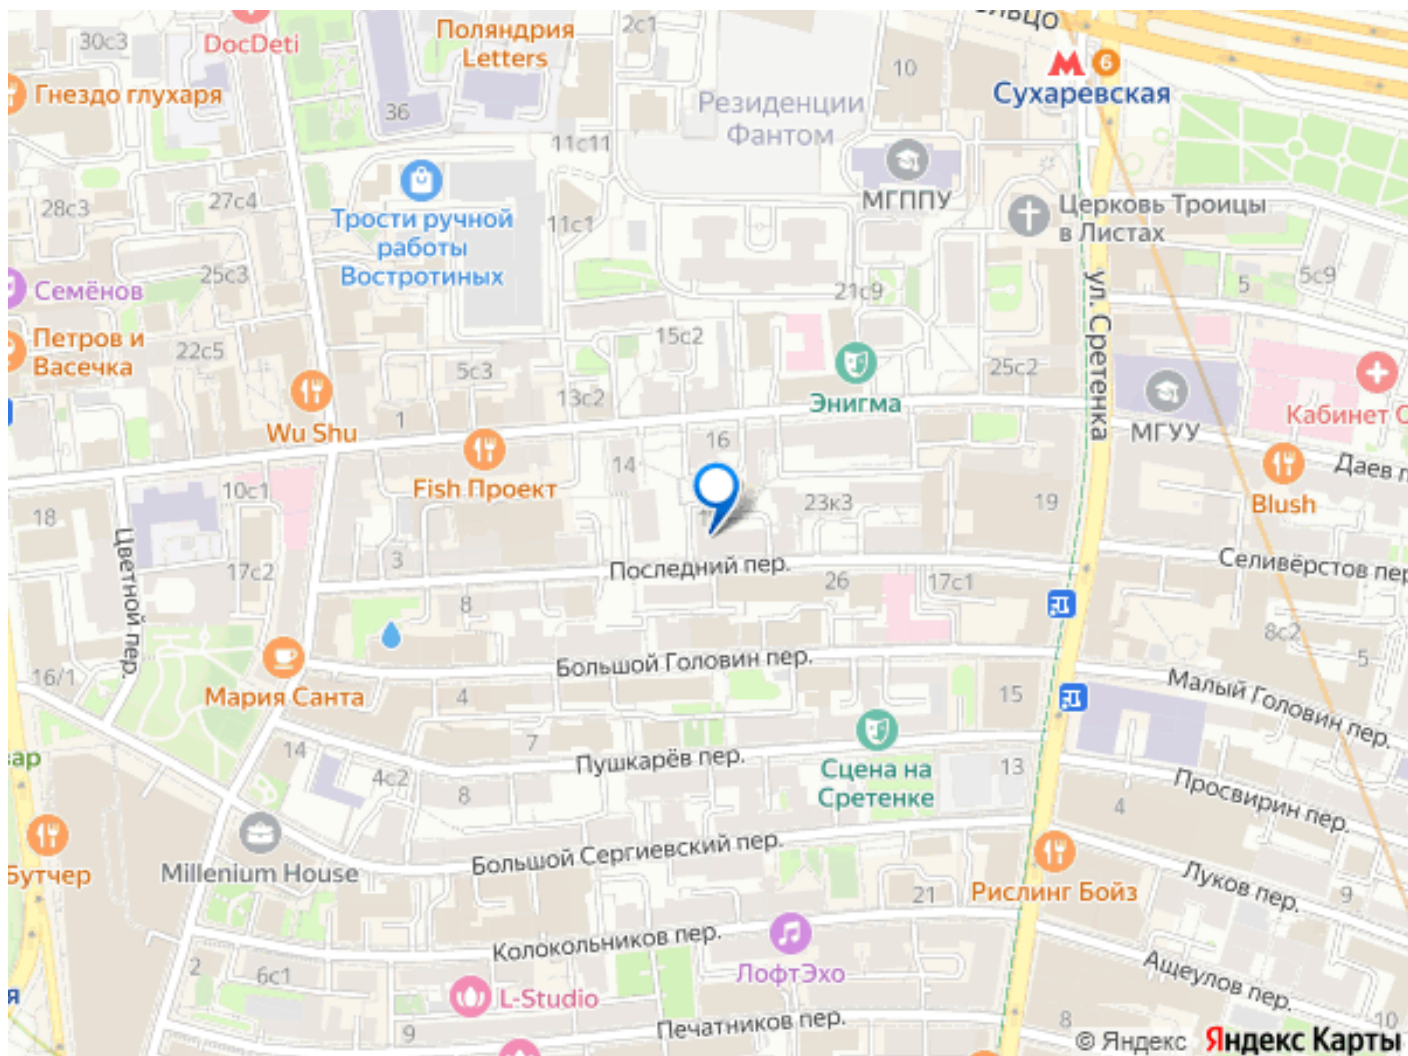 30с3
DocDeti
Поляндрия
Letters
2с1
ЛЬЦО
10
6
Сухаревская
Гнездо глухаря
36
Резиденции
Фантом
11с11
МГППУ
28с3
27с4
Трости ручной
работы
Востротиных
11с1
Церковь Троицы
в Листах
25с3
Семёнов
21с9
5
5с9
ул. Сретенка
Петров и
Васечка
22с5
15с2
5с3
13с2
25с2
Энигма
Кабинет
1
Wu Shu
16
МГУУ
Даев
14
Fish Проект
10с1
18
23к3
19
Blush
Цветной пер.
3
17с2
Последний пер.
26
17с1
Селивёрстов пер
8
8с2
5
16/1
Большой Головин пер.
Мария Санта
4
15
Малый Головин пер.
14
7
Пушкарёв пер.
4с2
8
Сцена на
Сретенке
13
Просвирин пер.
4
Millenium House
Большой Сергиевский пер.
Бутчер
21
Рислинг Бойз
Луков пер.
9
Колокольников пер.
2
6с1
ЛофтЭхо
L-Studio
Ащеулов пер.
9
Печатников пер.
8
10
© Яндекс Яндекс Карты